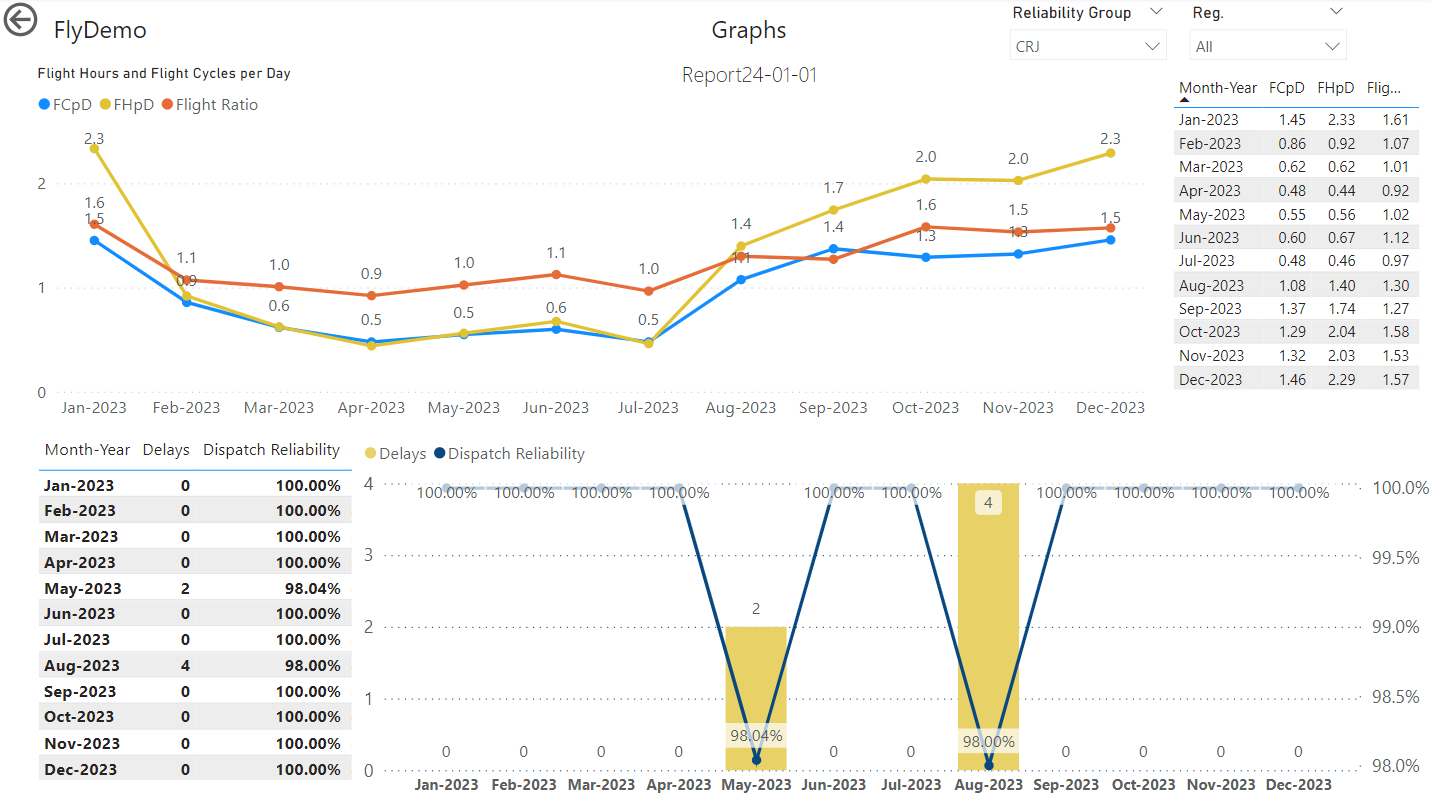 FlyDemo
Graphs
Report24-01-01
Reliability Group
CRJ
Reg.
All
Flight Hours and Flight Cycles per Day
FCpD FHpD Flight Ratio
2
1
0
2.3
1.6
1.5
1.1
0.9
1.0
0.6
0.9
0.5
1.0
0.5
1.1
0.6
1.0
0.5
1.4
1.1
1.7
1.4
2.0
1.6
1.3
2.0
1.5
1.3
2.3
1.5
Jan-2023 Feb-2023 Mar-2023 Apr-2023 May-2023 Jun-2023 Jul-2023 Aug-2023 Sep-2023 Oct-2023 Nov-2023 Dec-2023
Month-Year FCpD FHpD Flig...
Jan-2023 1.45 2.33 1.61
Feb-2023 0.86 0.92 1.07
Mar-2023 0.62 0.62 1.01
Apr-2023 0.48 0.44 0.92
May-2023 0.55 0.56 1.02
Jun-2023 0.60 0.67 1.12
Jul-2023 0.48 0.46 0.97
Aug-2023 1.08 1.40 1.30
Sep-2023 1.37 1.74 1.27
Oct-2023 1.29 2.04 1.58
Nov-2023 1.32 2.03 1.53
Dec-2023 1.46 2.29 1.57
Month-Year Delays Dispatch Reliability
Jan-2023 0 100.00%
Feb-2023 0 100.00%
Mar-2023 0 100.00%
Apr-2023 0 100.00%
May-2023 2 98.04%
Jun-2023 0 100.00%
Jul-2023 0 100.00%
Aug-2023 4 98.00%
Sep-2023 0 100.00%
Oct-2023 0 100.00%
Nov-2023 0 100.00%
Dec-2023 0 100.00%
Delays Dispatch Reliability
4
3
2
1
0
100.00% 100.00% 100.00% 100.00% 100.00% 100.00% 100.00% 100.00% 100.00% 100.00%
4
2
98.04%
98.00%
0 0 0 0 0 0 0 0 0 0
100.0%
99.5%
99.0%
98.5%
98.0%
Jan-2023 Feb-2023 Mar-2023 Apr-2023 May-2023 Jun-2023 Jul-2023 Aug-2023 Sep-2023 Oct-2023 Nov-2023 Dec-2023